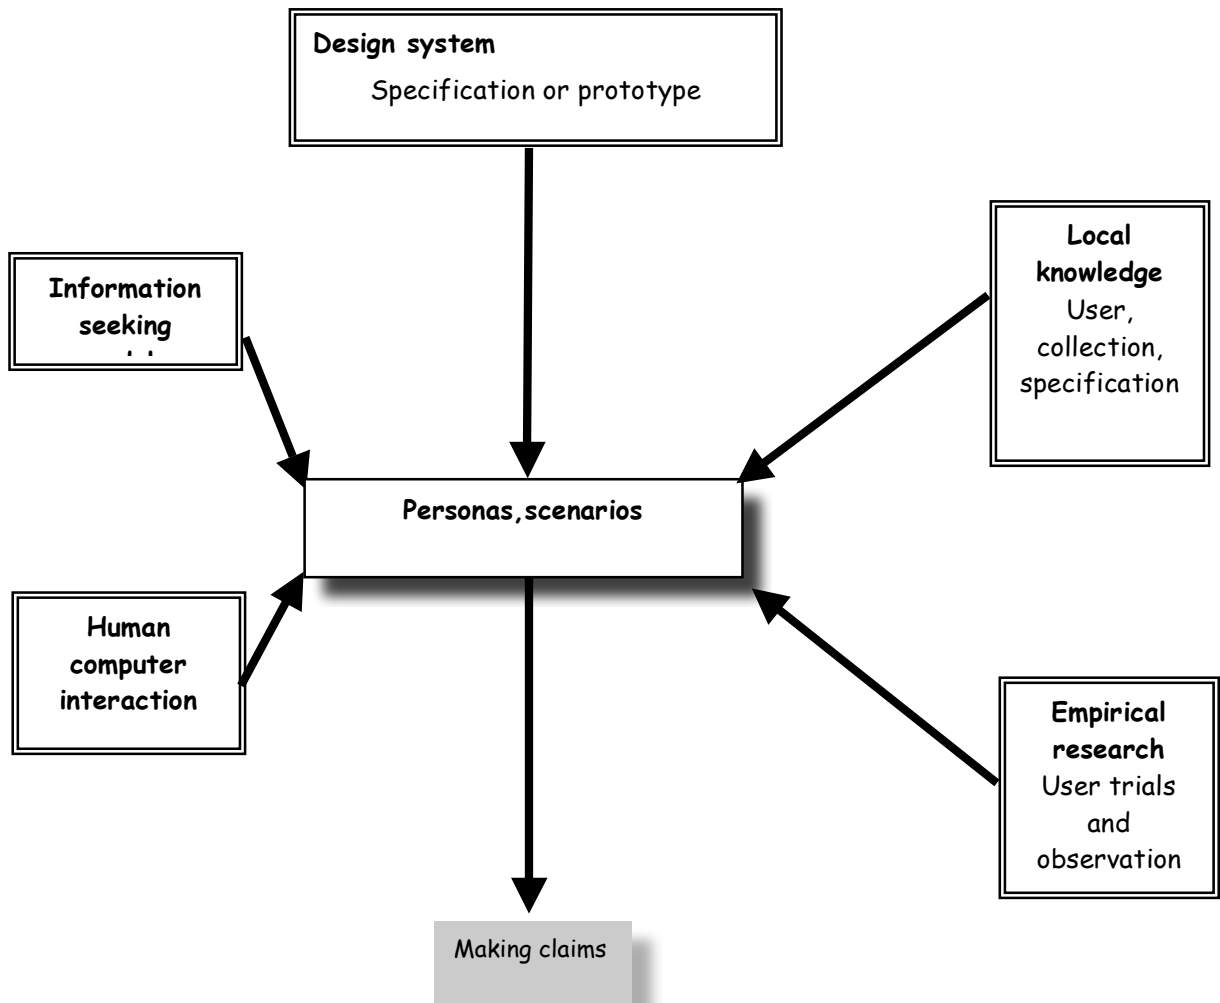 Design system
Specification or prototype
Local
knowledge
User,
collection,
specification
Information
seeking
Personas,scenarios
Human
computer
interaction
Empirical
research
User trials
and
observation
Making claims